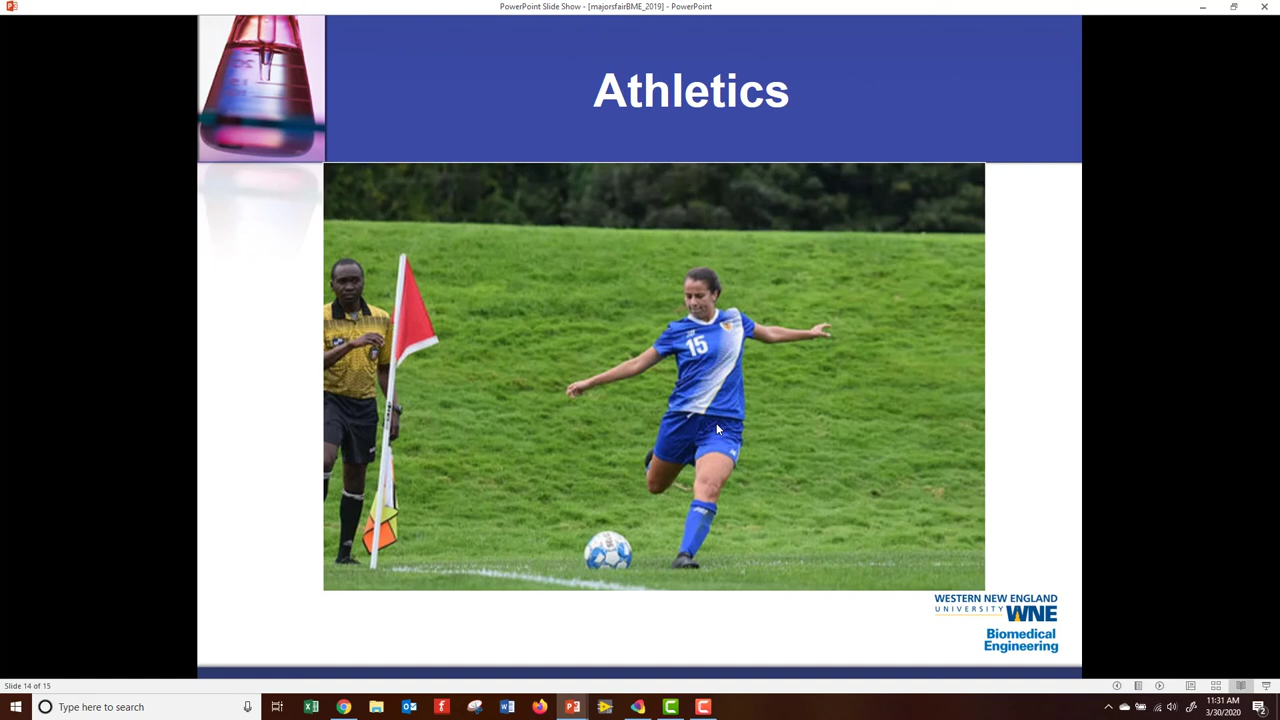 PowerPoint Slide Show - [majorsfairBME_2019] - PowerPoint
Athletics
15
WESTERN NEW ENGLAND
UNIVERSITY WNE
Biomedical
Engineering
Slide 14 of 15
Type here to search
11:31 AM
3/30/2020
2